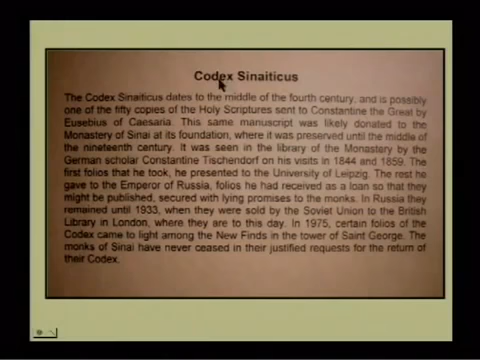 Codex Sinaiticus
The Codex Sinaiticus dates to the middle of the fourth century, and is possibly
one of the fifty copies of the Holy Scriptures sent to Constantine the Great by
Eusebius of Caesaria. This same manuscript was likely donated to the
Monastery of Sinai at its foundation, where it was preserved until the middle of
the nineteenth century. It was seen in the library of the Monastery by the
German scholar Constantine Tischendorf on his visits in 1844 and 1859. The
first folios that he took, he presented to the University of Leipzig. The rest he
gave to the Emperor of Russia, folios he had received as a loan so that they
might be published, secured with lying promises to the monks. In Russia they
remained until 1933, when they were sold by the Soviet Union to the British
Library in London, where they are to this day. In 1975, certain folios of the
Codex came to light among the New Finds in the tower of Saint George. The
monks of Sinai have never ceased in their justified requests for the return of
their Codex.